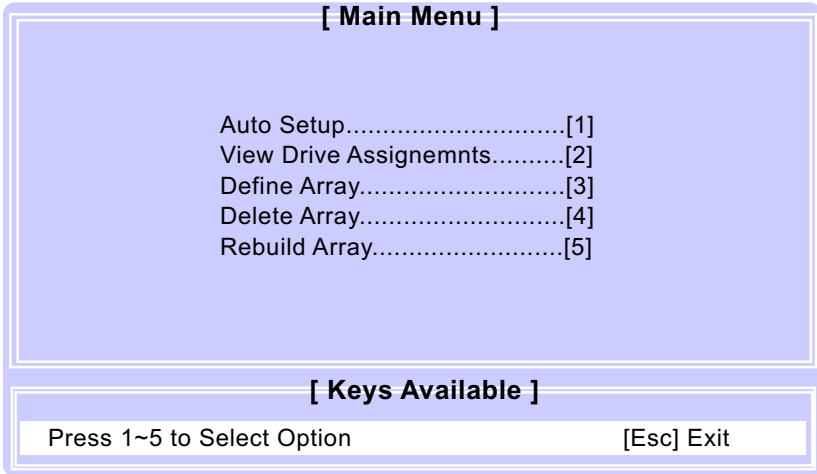 [ Main Menu ]
Auto Setup..............................[1]
View Drive Assignemnts..........[2]
Define Array............................[3]
Delete Array............................[4]
Rebuild Array..........................[5]
[ Keys Available ]
Press 1~5 to Select Option [Esc] Exit